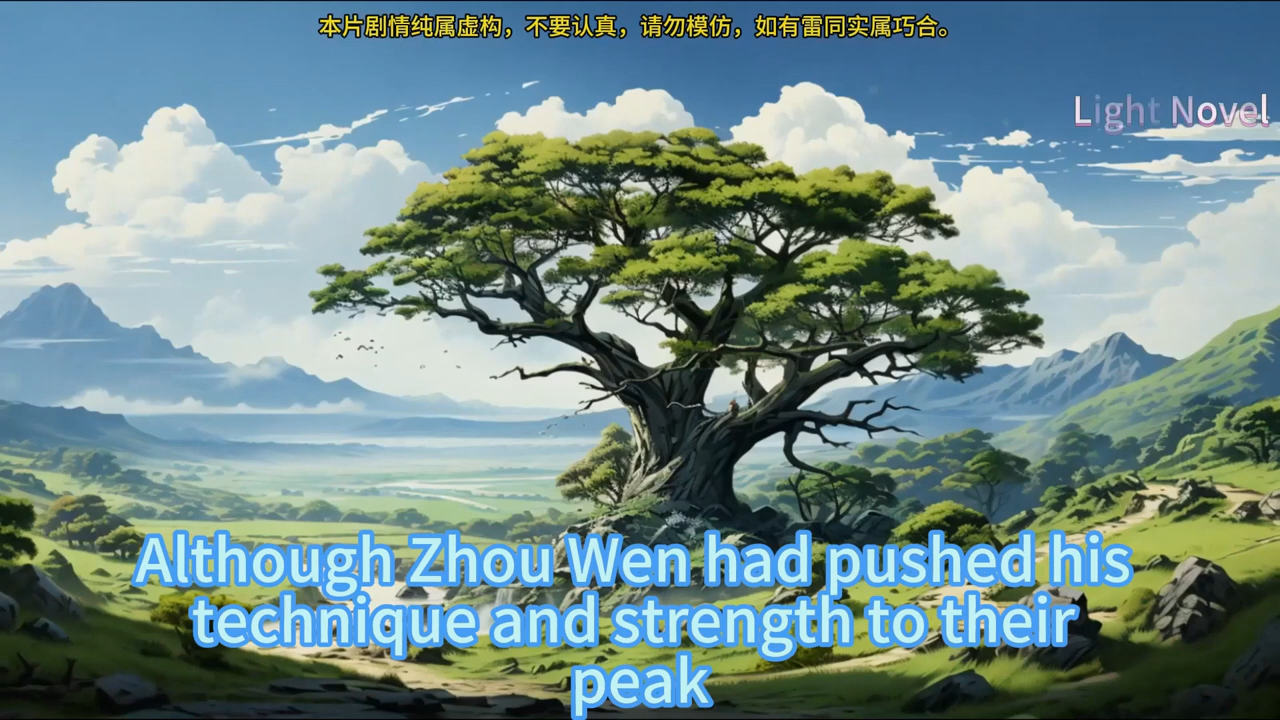 本片剧情纯属虚构，不要认真，请勿模仿，如有雷同实属巧合。
Light Novel
Although Zhou Wen had pushed his
technique and strength to their
peak